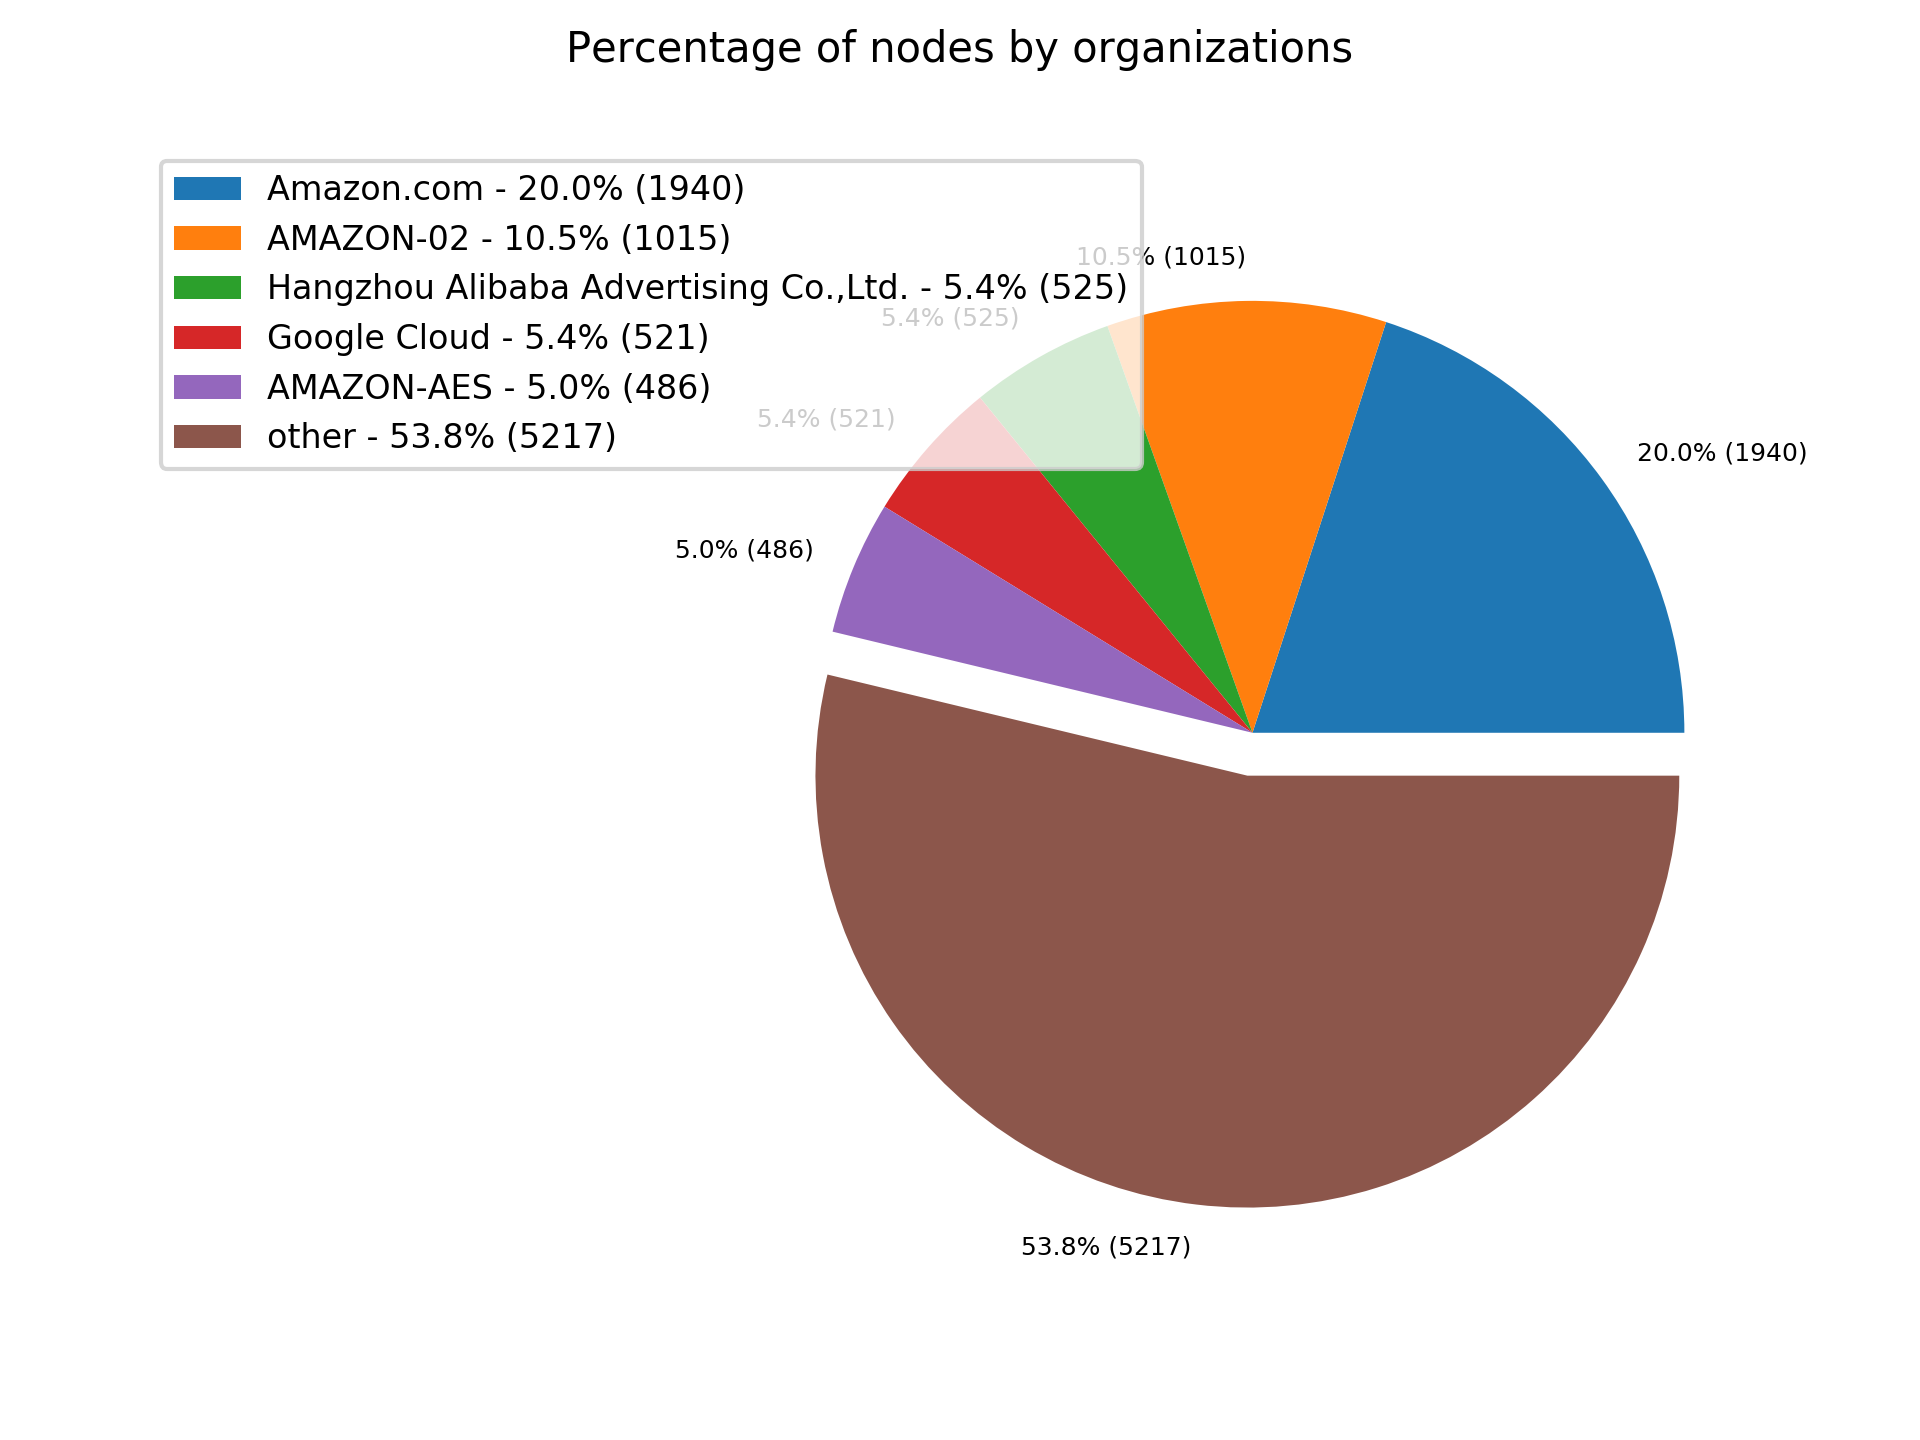 Percentage of nodes by organizations
Amazon.com - 20.0% (1940)
AMAZON-02 - 10.5% (1015)
Hangzhou Alibaba Advertising Co.,Ltd. - 5.4% (525)
Google Cloud - 5.4% (521)
AMAZON-AES - 5.0% (486)
other - 53.8% (5217)
10.5% (1015)
5.4% (525)
5.4% (521)
20.0% (1940)
5.0% (486)
53.8% (5217)